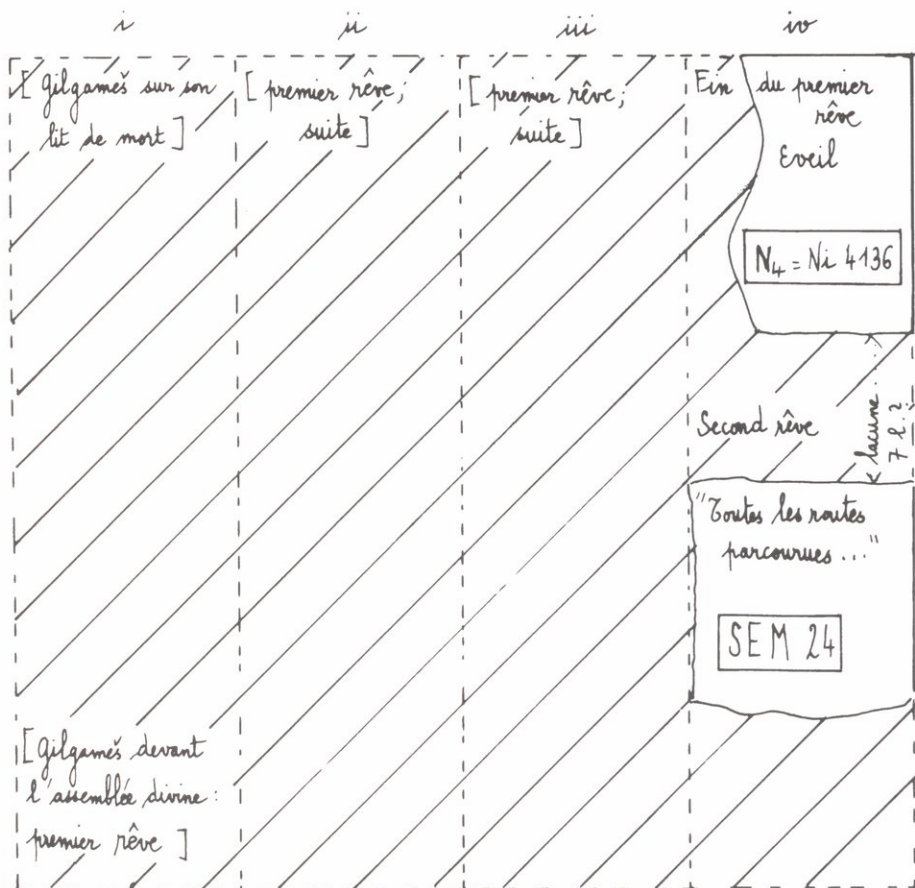 i
ii
iii
iv
[ Gilgameš sur son
lit de mort ]
[ premier rêve ;
suite ]
[ premier rêve ;
suite ]
Ein du premier
rêve
Eveil
N4 = Ni 4136
lacune
7 l. ?
Second rêve
"Toutes les routes
parcourues ..."
SEM 24
[ Gilgameš devant
l'assemblée divine :
premier rêve ]